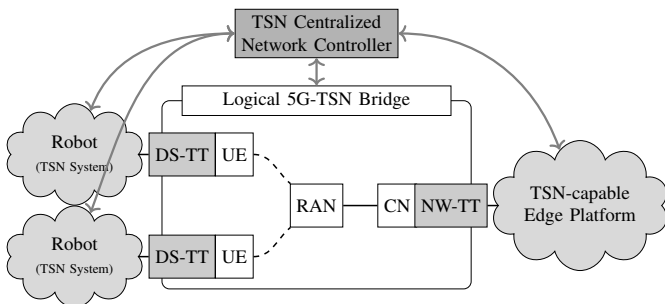 TSN Centralized
Network Controller
Logical 5G-TSN Bridge
Robot
(TSN System)
DS-TT
UE
RAN
CN
NW-TT
TSN-capable
Edge Platform
Robot
(TSN System)
DS-TT
UE